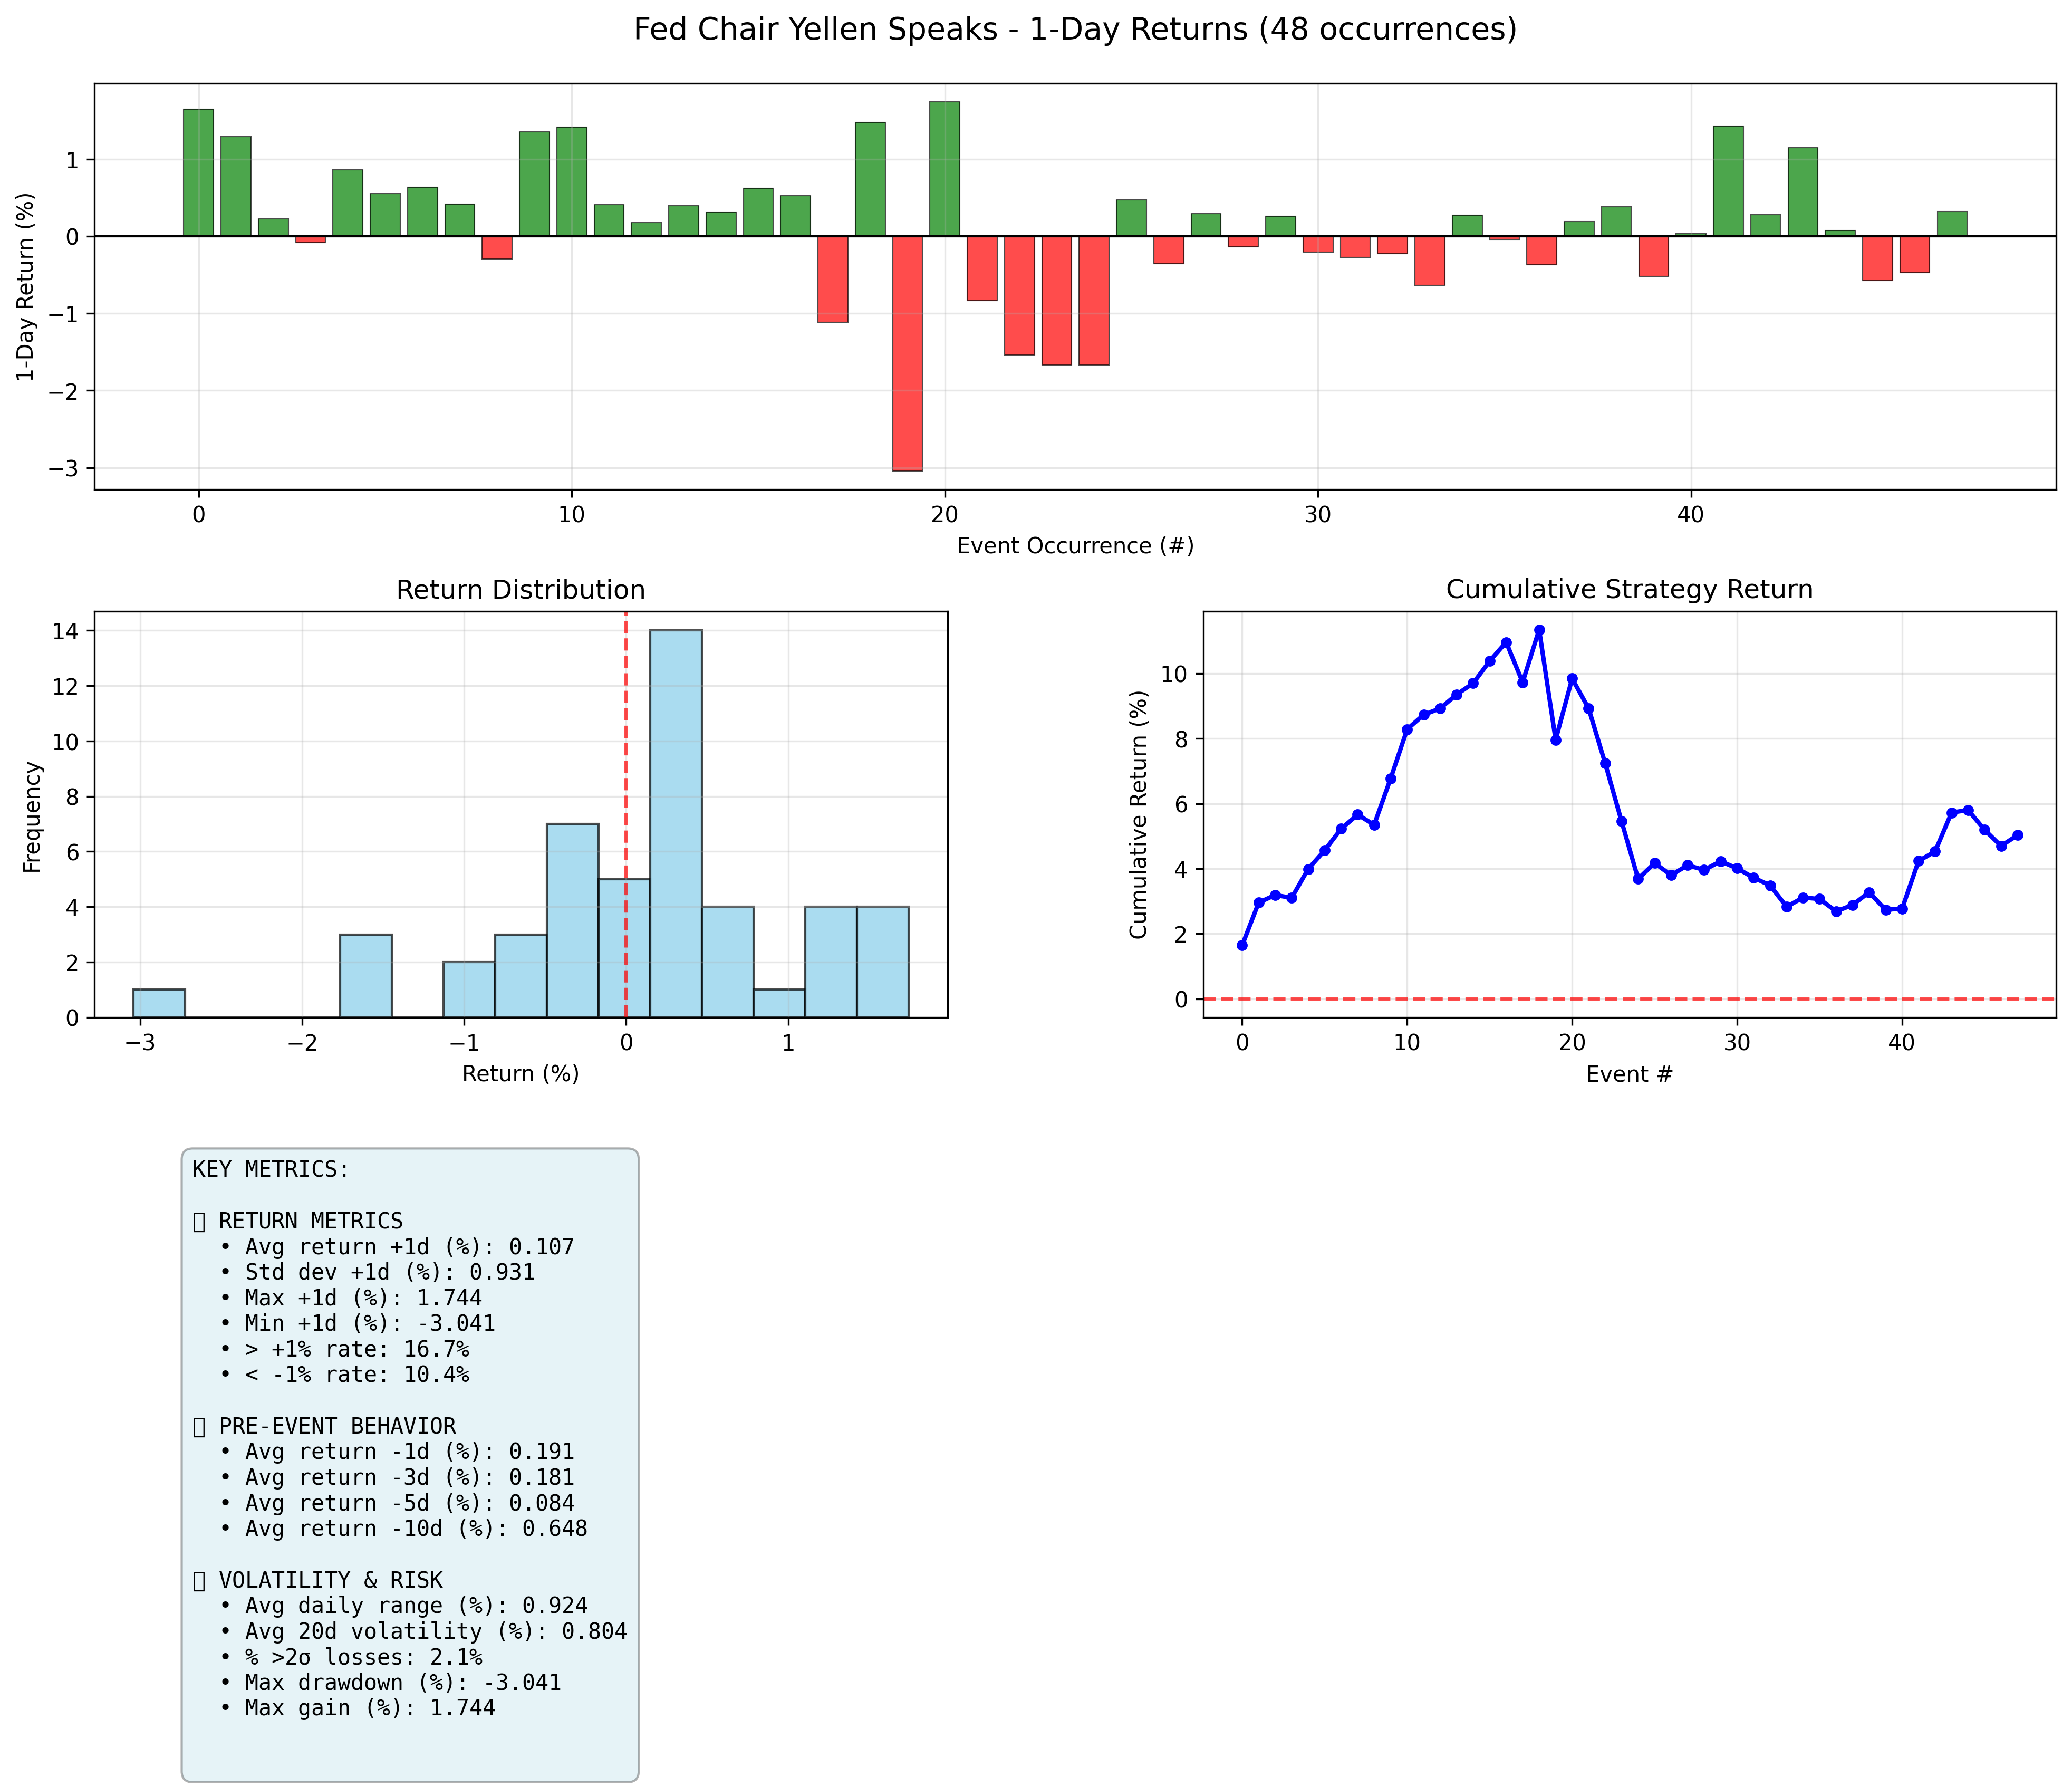 Fed Chair Yellen Speaks - 1-Day Returns (48 occurrences)
1-Day Return (%)
1
0
−1
−2
−3
0 10 20 30 40
Event Occurrence (#)
Return Distribution
Frequency
14
12
10
8
6
4
2
0
−3 −2 −1 0 1
Return (%)
Cumulative Strategy Return
Cumulative Return (%)
10
8
6
4
2
0
0 10 20 30 40
Event #
KEY METRICS:
RETURN METRICS
• Avg return +1d (%): 0.107
• Std dev +1d (%): 0.931
• Max +1d (%): 1.744
• Min +1d (%): -3.041
• > +1% rate: 16.7%
• < -1% rate: 10.4%
PRE-EVENT BEHAVIOR
• Avg return -1d (%): 0.191
• Avg return -3d (%): 0.181
• Avg return -5d (%): 0.084
• Avg return -10d (%): 0.648
VOLATILITY & RISK
• Avg daily range (%): 0.924
• Avg 20d volatility (%): 0.804
• % >2σ losses: 2.1%
• Max drawdown (%): -3.041
• Max gain (%): 1.744